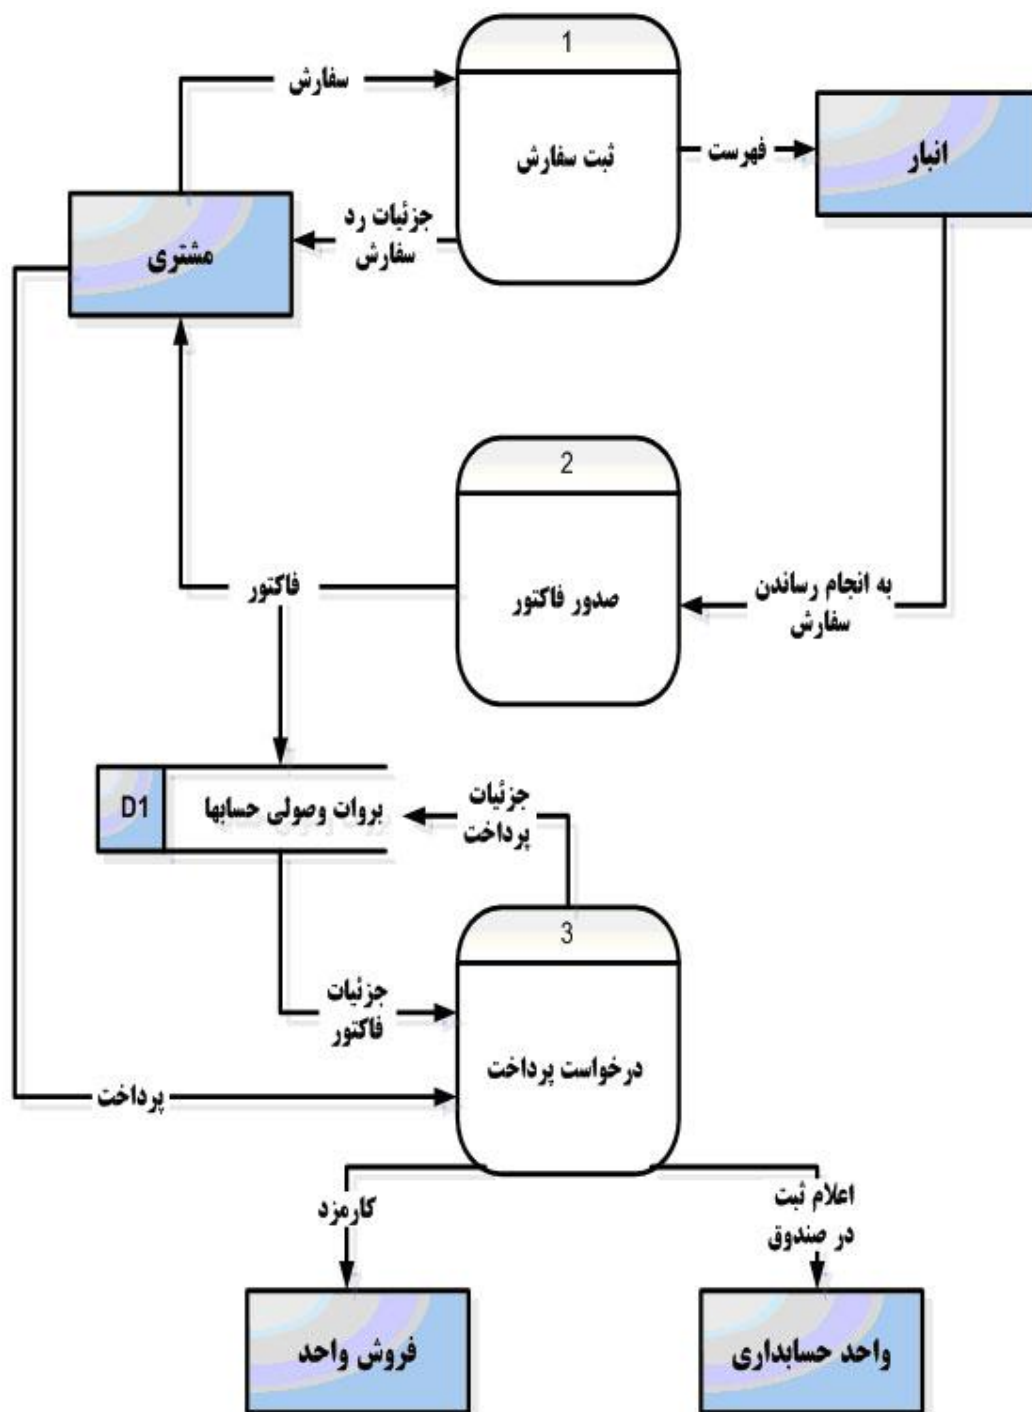 1
سفارش
ثبت سفارش
فهرست
انبار
جزئیات رد
سفارش
مشتری
2
صدور فاکتور
فاکتور
به انجام رساندن
سفارش
D1
بروات وصولی حسابها
جزئیات
پرداخت
3
جزئیات
فاکتور
درخواست پرداخت
پرداخت
کارمزد
اعلام ثبت
در صندوق
فروش واحد
واحد حسابداری